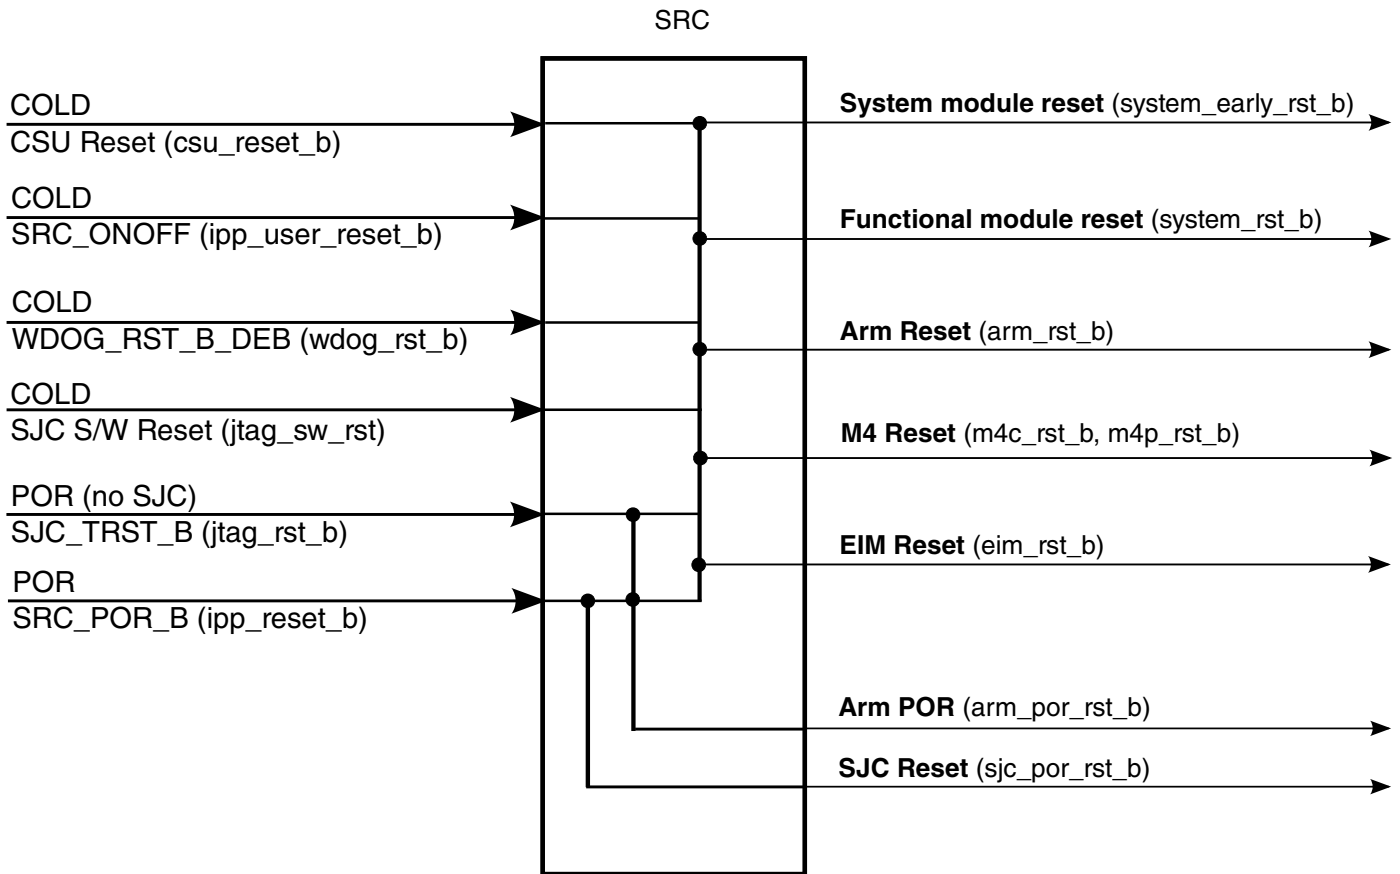 SRC
COLD
CSU Reset (csu_reset_b)
COLD
SRC_ONOFF (ipp_user_reset_b)
COLD
WDOG_RST_B_DEB (wdog_rst_b)
COLD
SJC S/W Reset (jtag_sw_rst)
POR (no SJC)
SJC_TRST_B (jtag_rst_b)
POR
SRC_POR_B (ipp_reset_b)
System module reset (system_early_rst_b)
Functional module reset (system_rst_b)
Arm Reset (arm_rst_b)
M4 Reset (m4c_rst_b, m4p_rst_b)
EIM Reset (eim_rst_b)
Arm POR (arm_por_rst_b)
SJC Reset (sjc_por_rst_b)